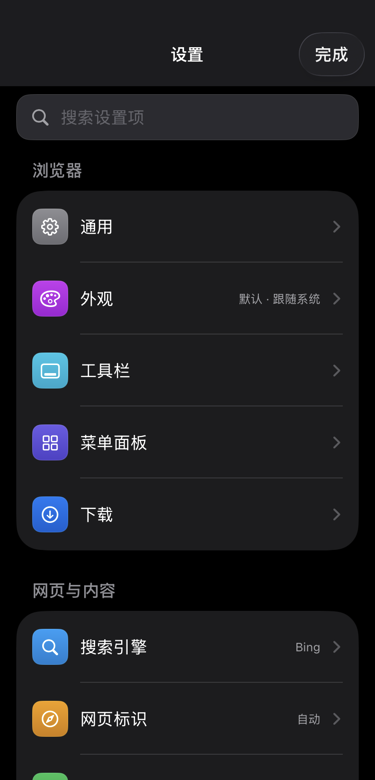 设置
完成
搜索设置项
浏览器
通用
外观
默认 · 跟随系统
工具栏
菜单面板
下载
网页与内容
搜索引擎
Bing
网页标识
自动